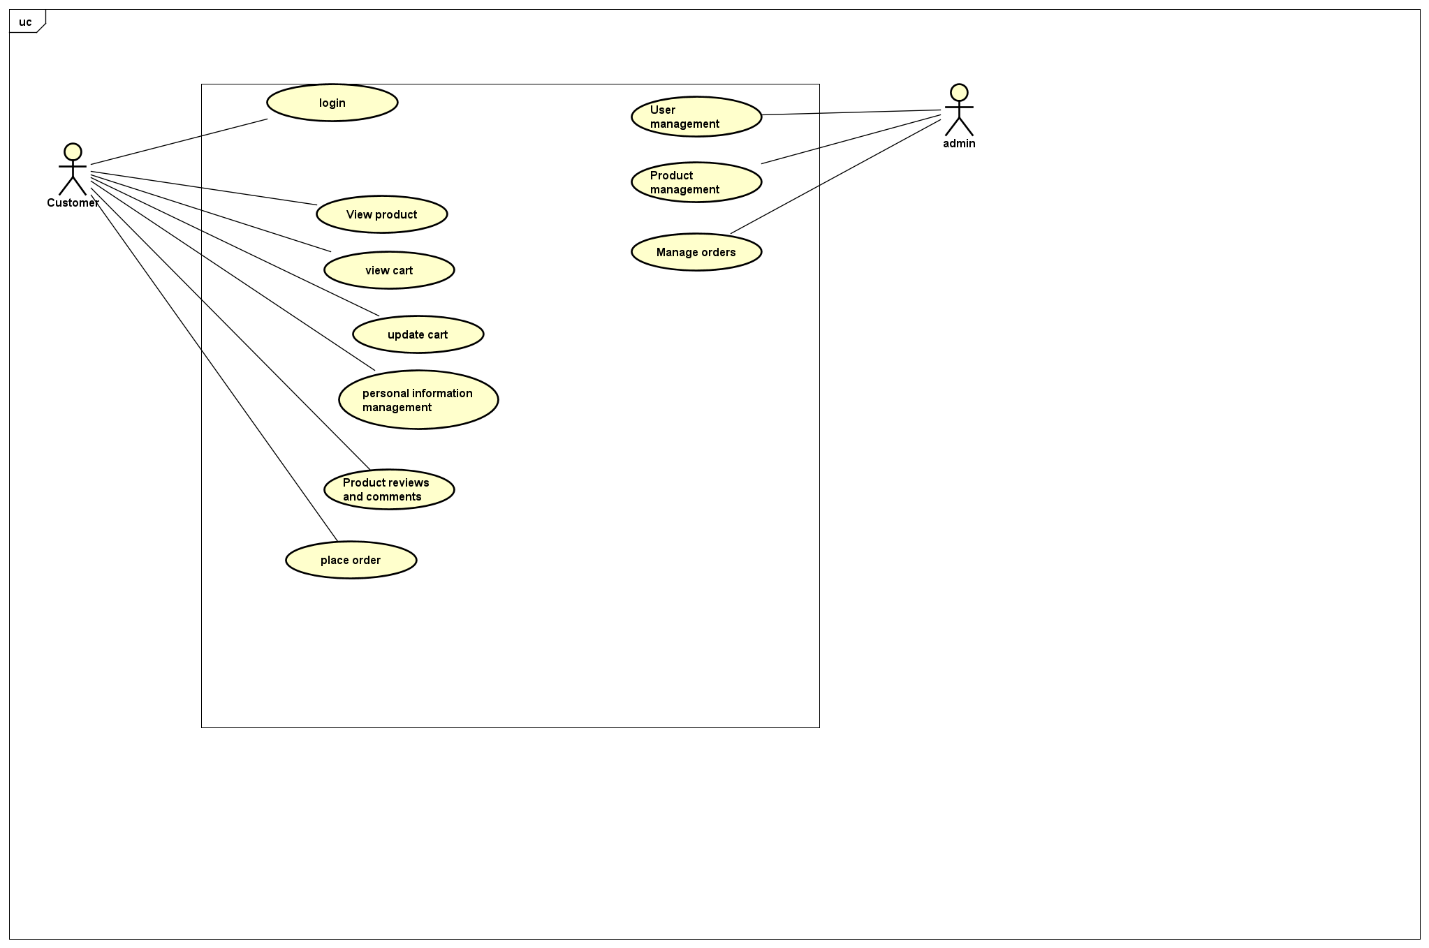 uc
login
User
management
admin
Product
management
Customer
View product
Manage orders
view cart
update cart
personal information
management
Product reviews
and comments
place order